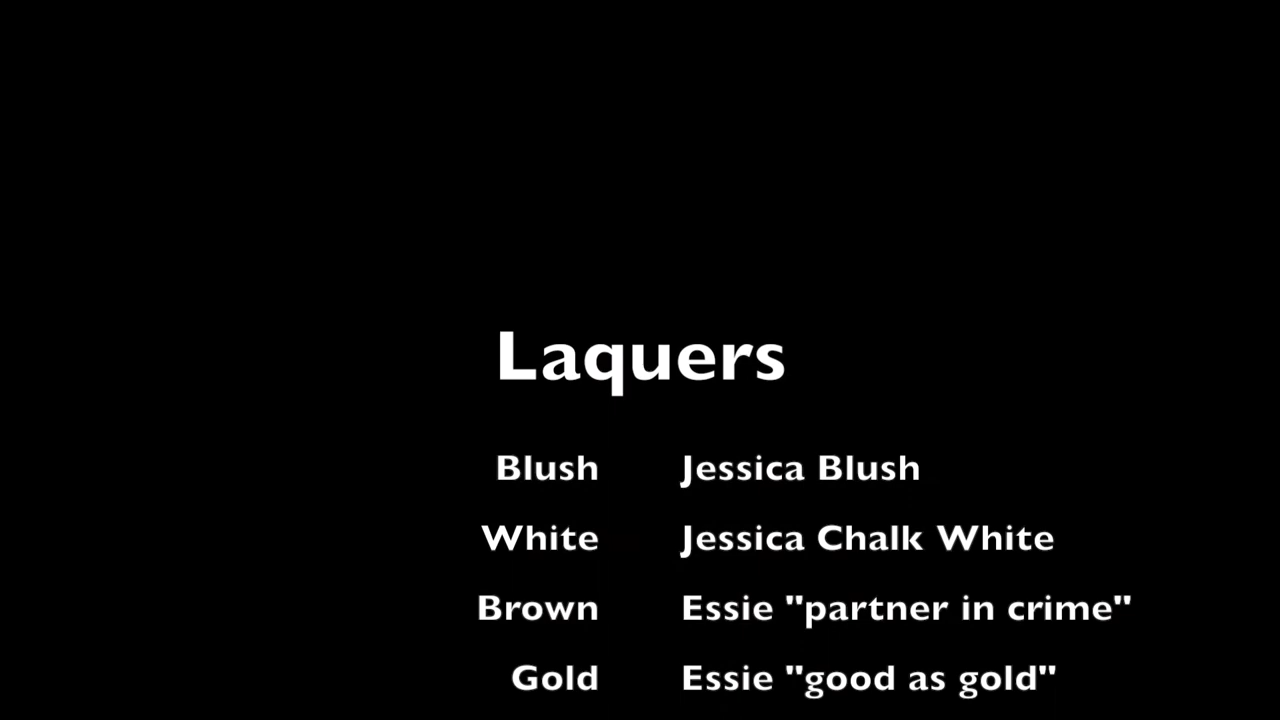 Laquers
Blush Jessica Blush
White Jessica Chalk White
Brown Essie "partner in crime"
Gold Essie "good as gold"